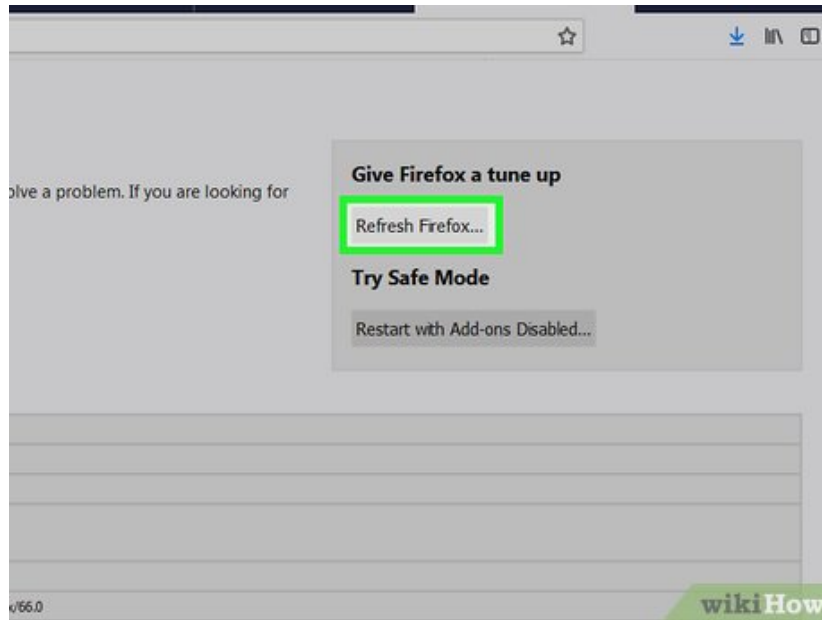 Give Firefox a tune up
olve a problem. If you are looking for
Refresh Firefox...
Try Safe Mode
Restart with Add-ons Disabled...
/66.0
wikiHow